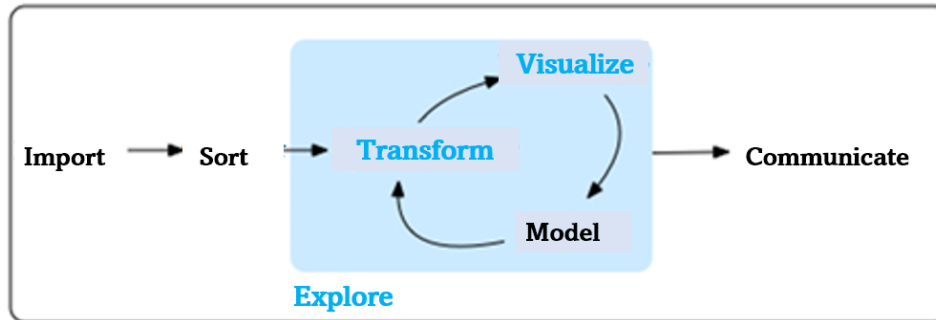 Import
Sort
Transform
Visualize
Model
Communicate
Explore